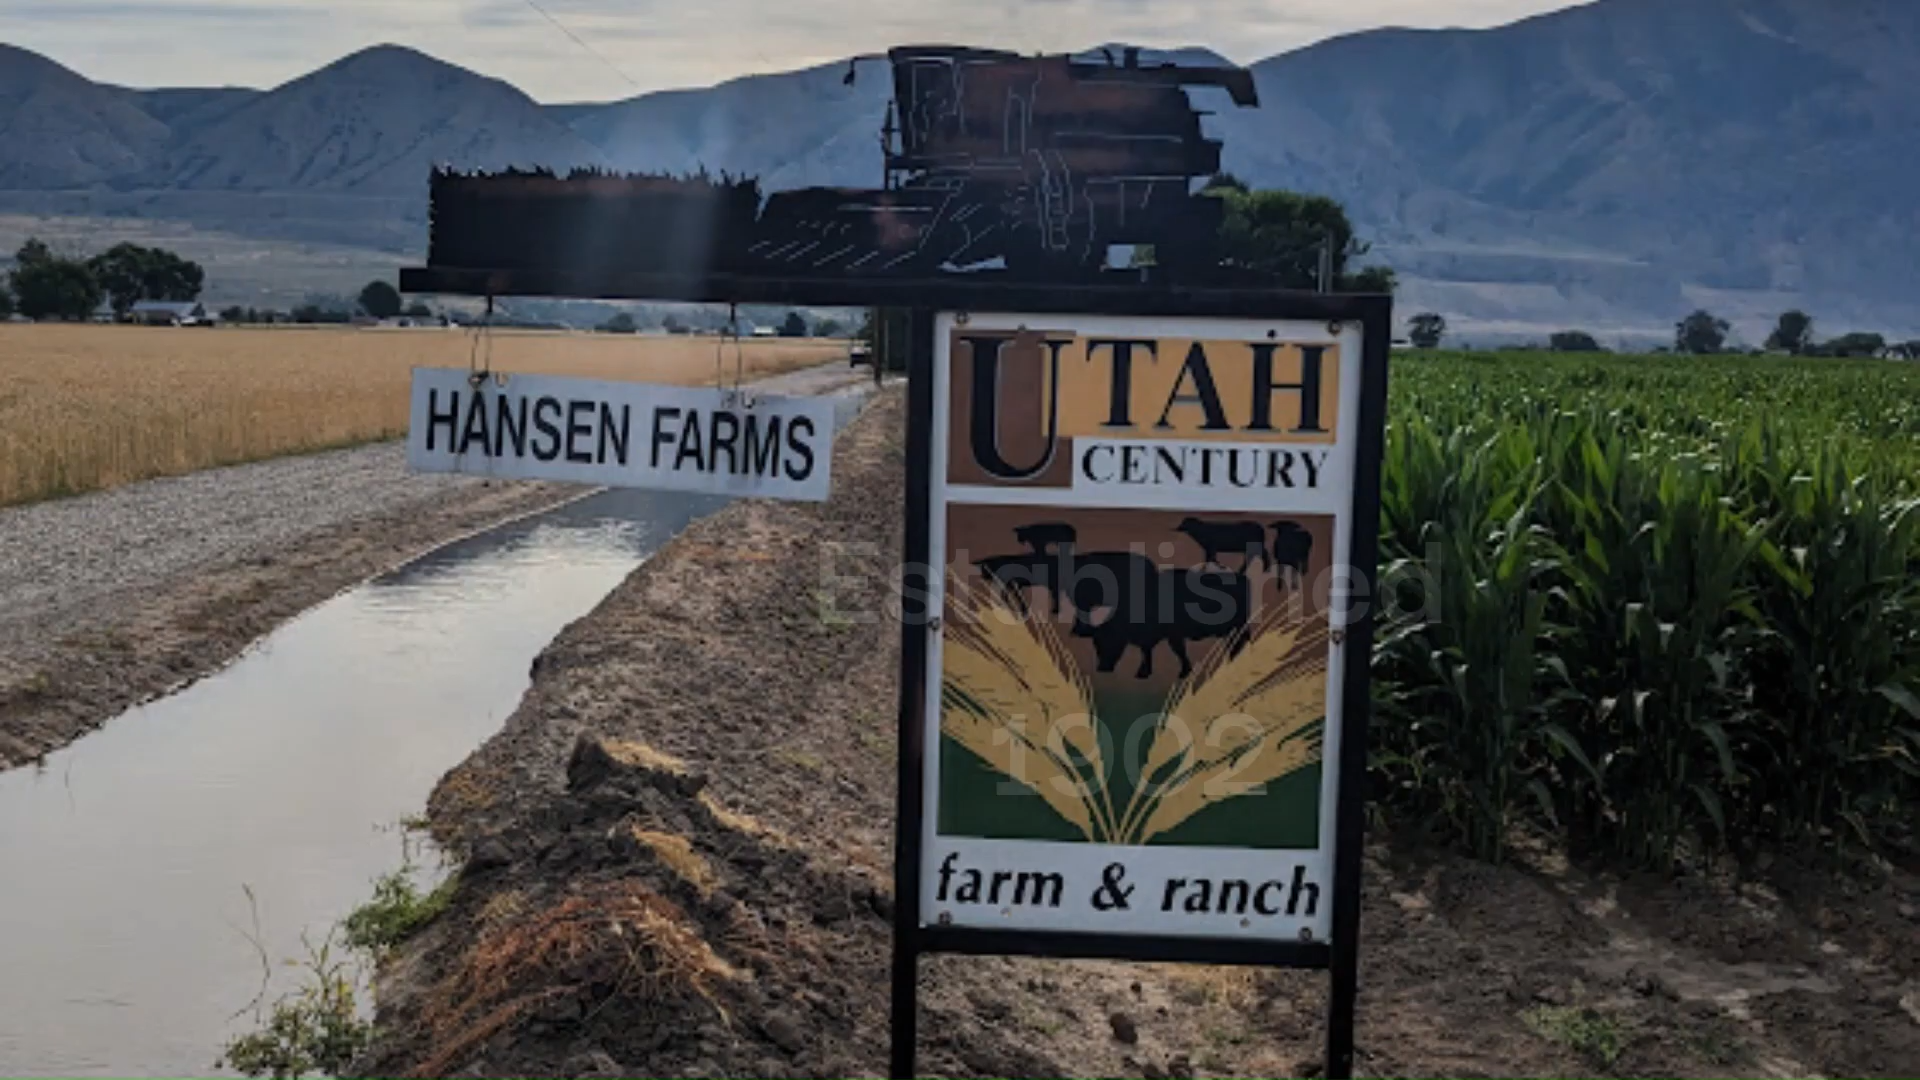 HANSEN FARMS
UTAH
CENTURY
Established
1902
farm & ranch